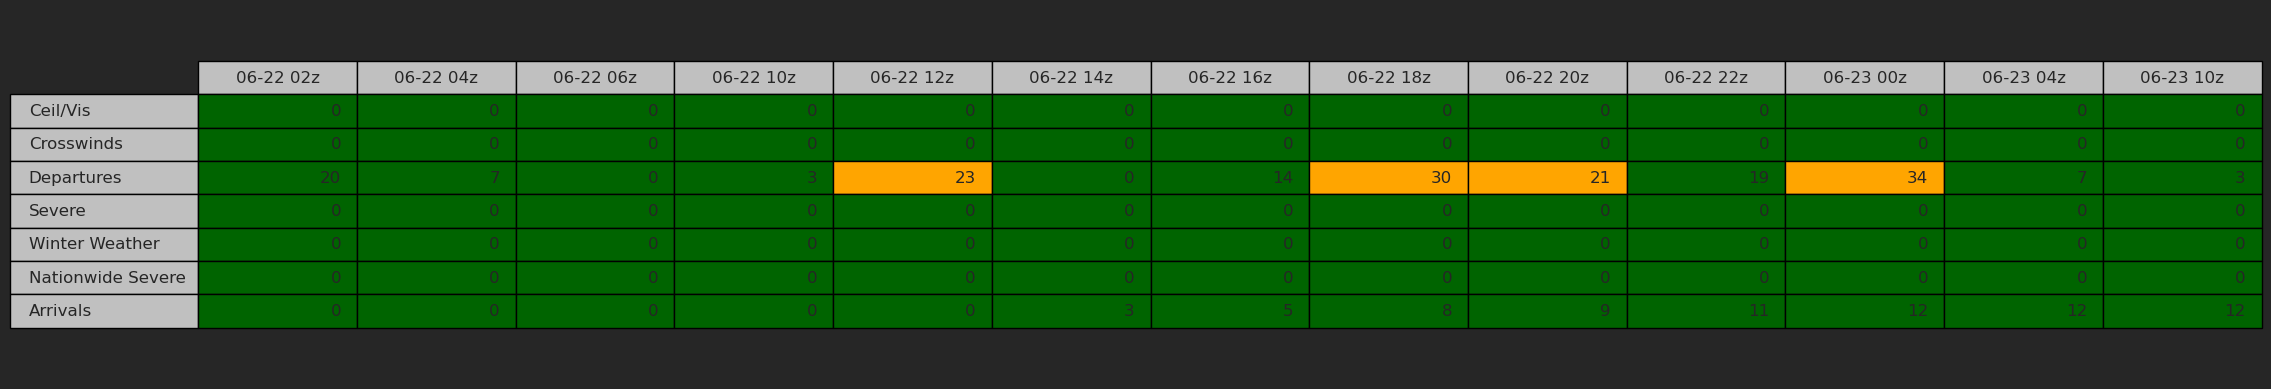 06-22 02z 06-22 04z 06-22 06z 06-22 10z 06-22 12z 06-22 14z 06-22 16z 06-22 18z 06-22 20z 06-22 22z 06-23 00z 06-23 04z 06-23 10z
Ceil/Vis 0 0 0 0 0 0 0 0 0 0 0 0 0
Crosswinds 0 0 0 0 0 0 0 0 0 0 0 0 0
Departures 20 7 0 3 23 0 14 30 21 19 34 7 3
Severe 0 0 0 0 0 0 0 0 0 0 0 0 0
Winter Weather 0 0 0 0 0 0 0 0 0 0 0 0 0
Nationwide Severe 0 0 0 0 0 0 0 0 0 0 0 0 0
Arrivals 0 0 0 0 0 3 5 8 9 11 12 12 12